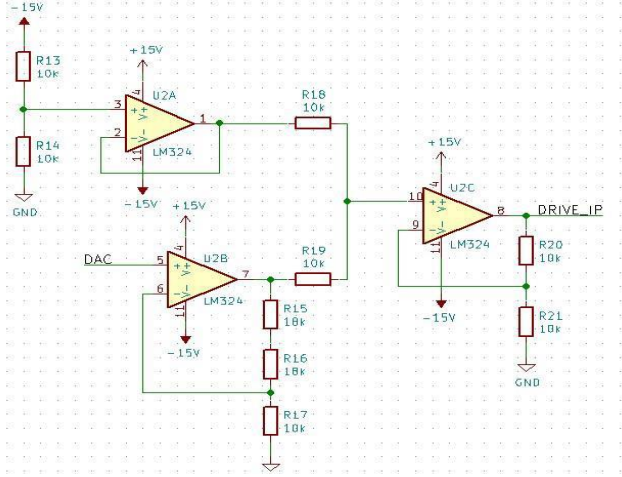 -15V
R13
10k
+15V
U2A
4
3
1
2
11
LM324
-15V
R14
10k
GND
R18
10k
+15V
4
U2C
10
8
DRIVE_IP
9
LM324
11
-15V
+15V
4
U2B
DAC
5
7
6
LM324
11
-15V
R19
10k
R15
18k
R16
18k
R17
10k
R20
10k
R21
10k
GND